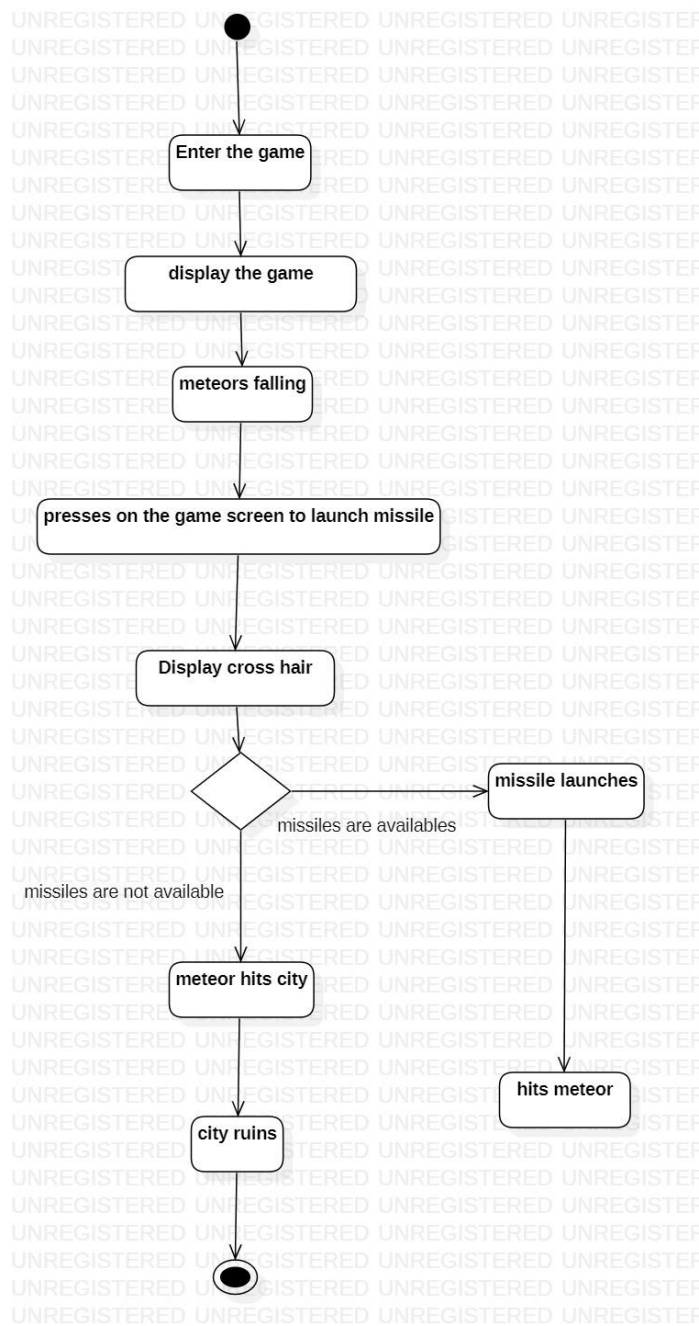 Enter the game
display the game
meteors falling
presses on the game screen to launch missile
Display cross hair
missile launches
missiles are availables
missiles are not available
meteor hits city
hits meteor
city ruins
UNREGISTERED